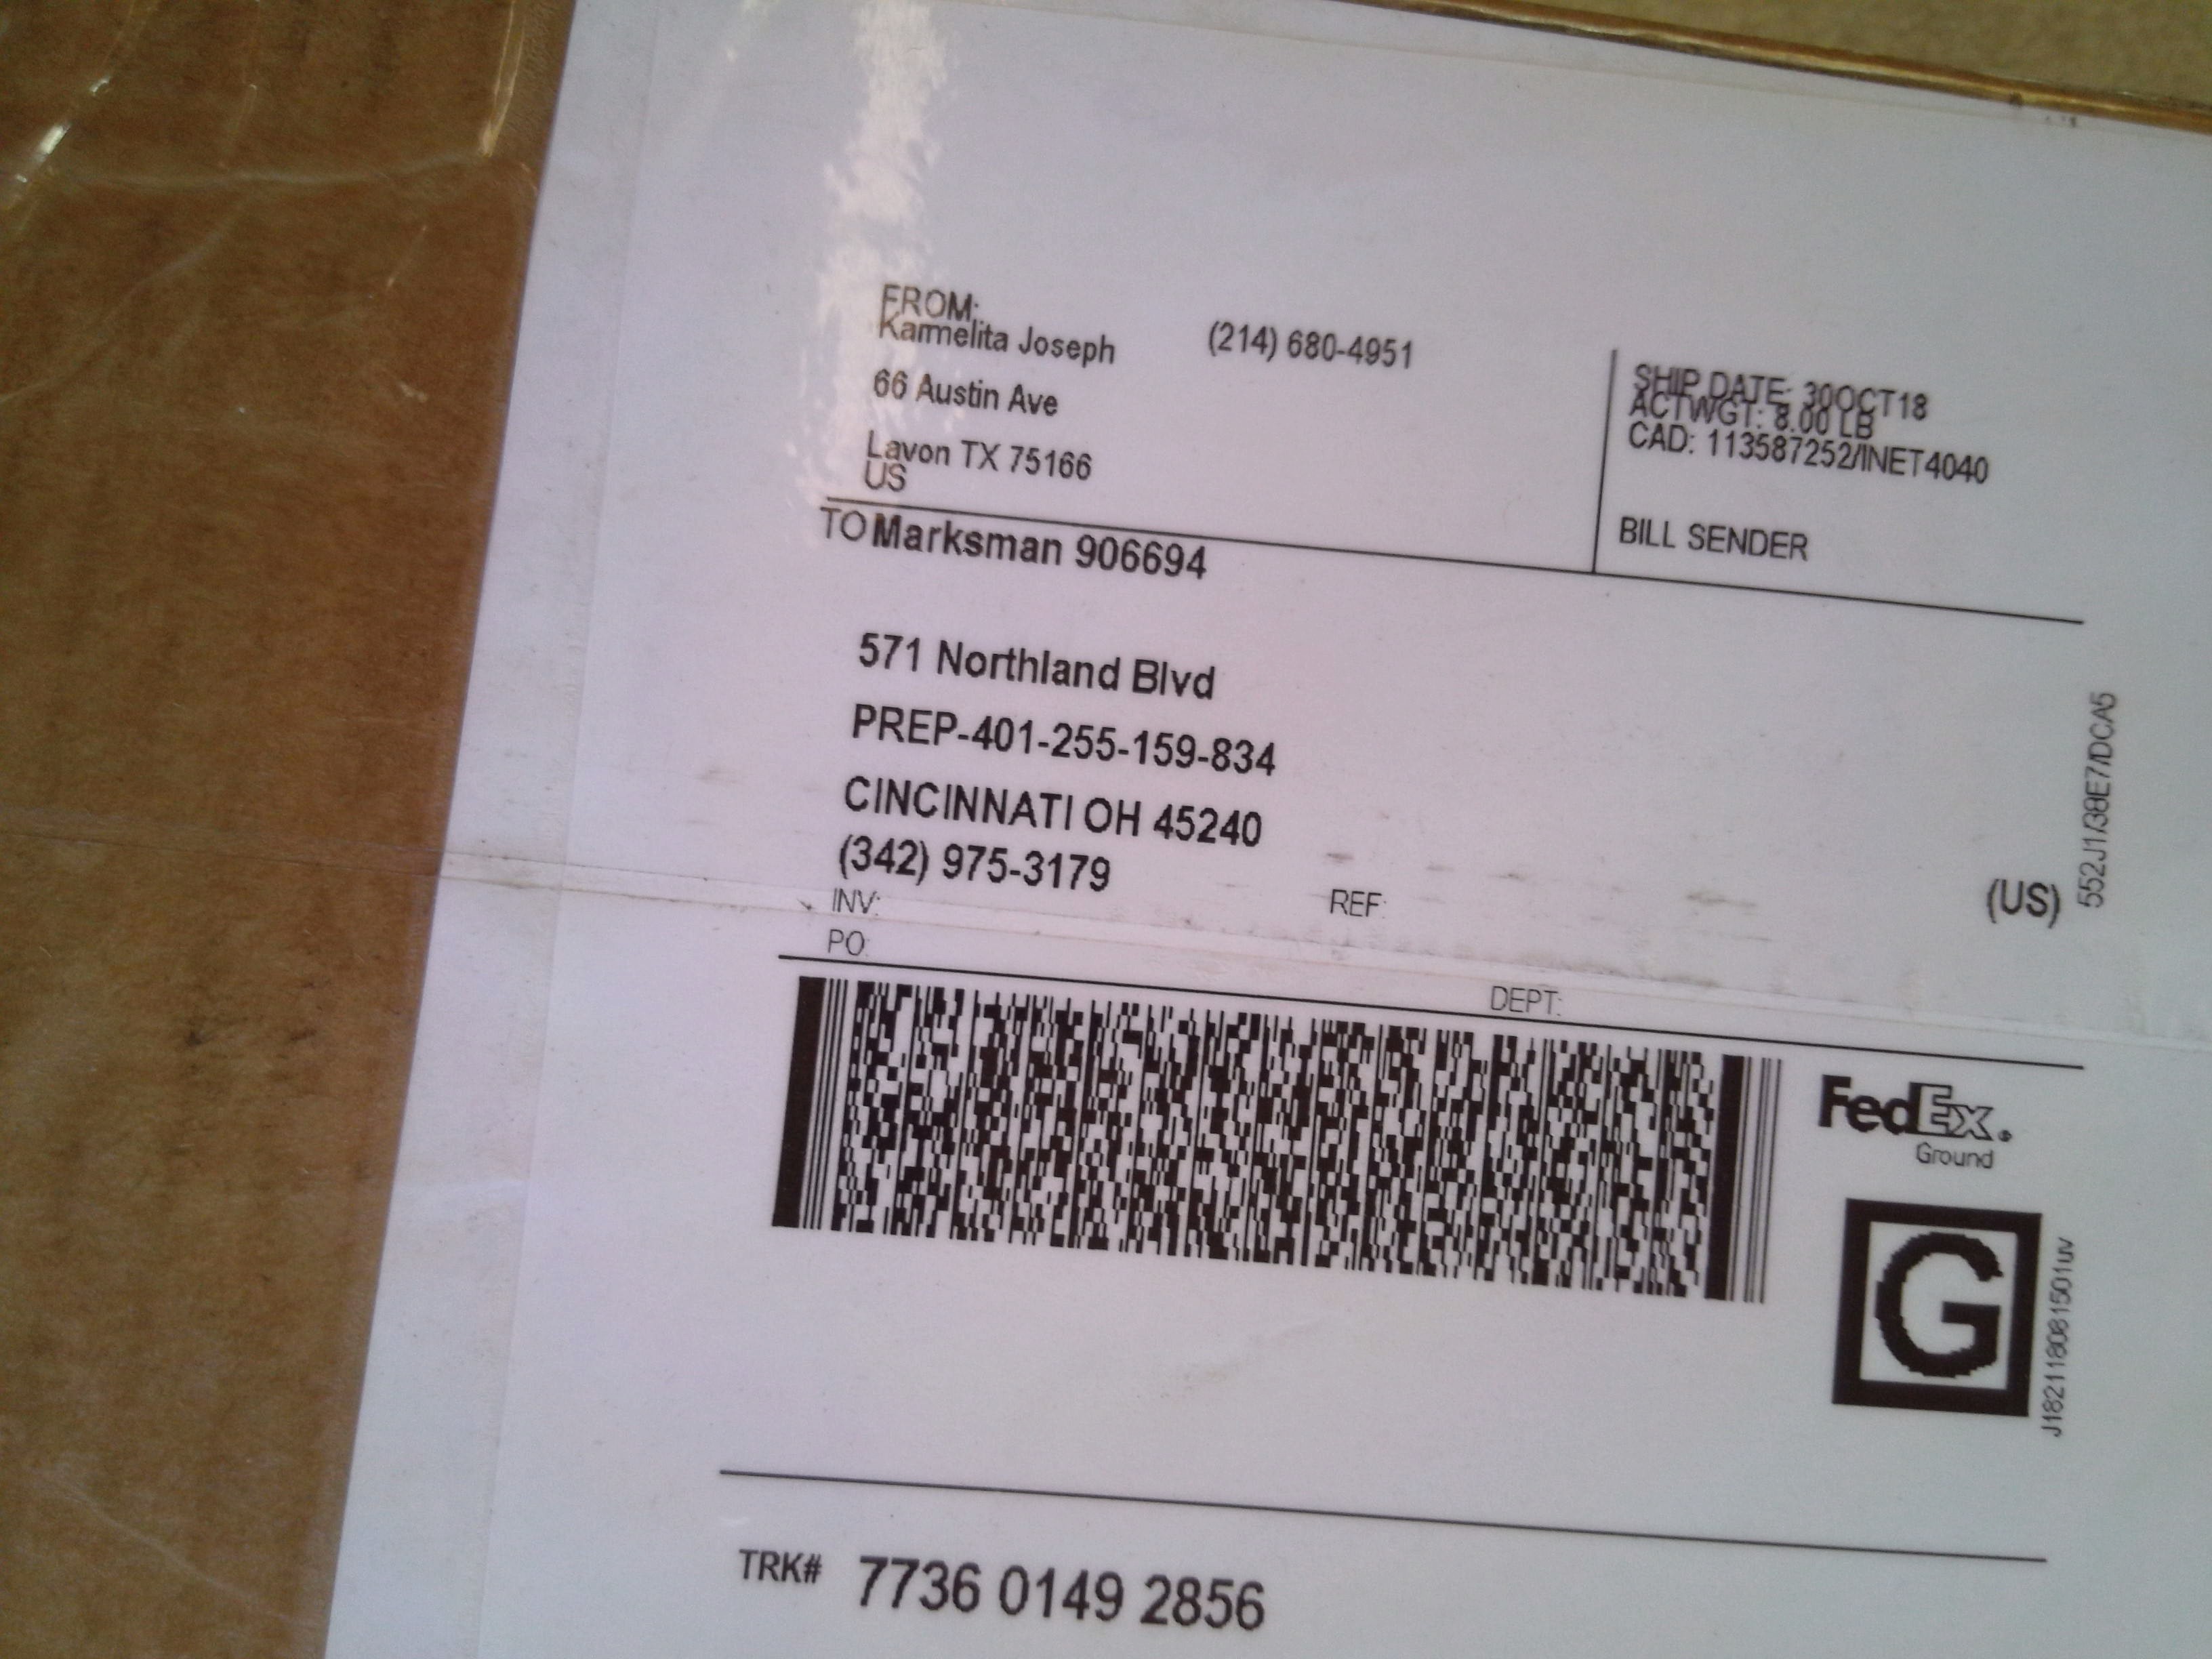 FROM:
Karmelita Joseph (214) 680-4951
66 Austin Ave
Lavon TX 75166
US
SHIP DATE: 30OCT18
ACTWGT: 8.00 LB
CAD: 113587252/INET4040
BILL SENDER
TO Marksman 906694
571 Northland Blvd
PREP-401-255-159-834
CINCINNATI OH 45240
(342) 975-3179
INV: REF:
PO:
DEPT:
(US)
552J1/38E7/DCA5
FedEx
Ground
G
J182118081501uv
TRK# 7736 0149 2856